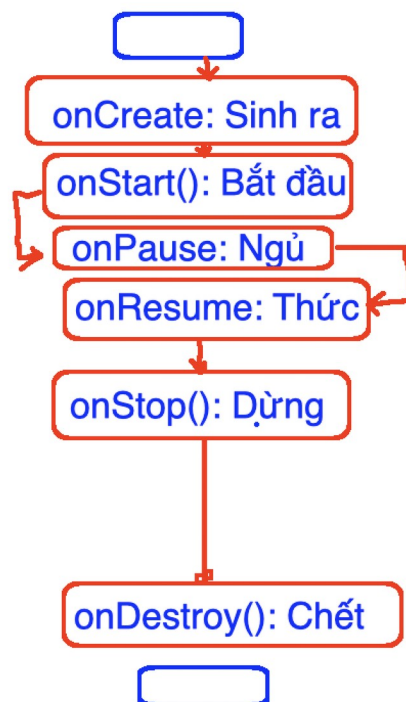 onCreate: Sinh ra
onStart(): Bắt đầu
onPause: Ngủ
onResume: Thức
onStop(): Dừng
onDestroy(): Chết